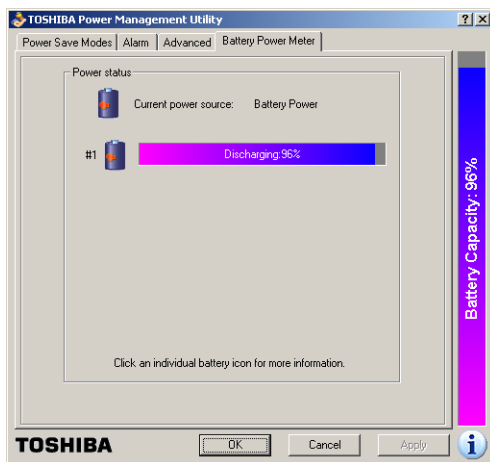 TOSHIBA Power Management Utility
Power Save Modes Alarm Advanced Battery Power Meter
Power status
Current power source: Battery Power
#1 Discharging:96%
Click an individual battery icon for more information.
Battery Capacity: 96%
TOSHIBA OK Cancel Apply